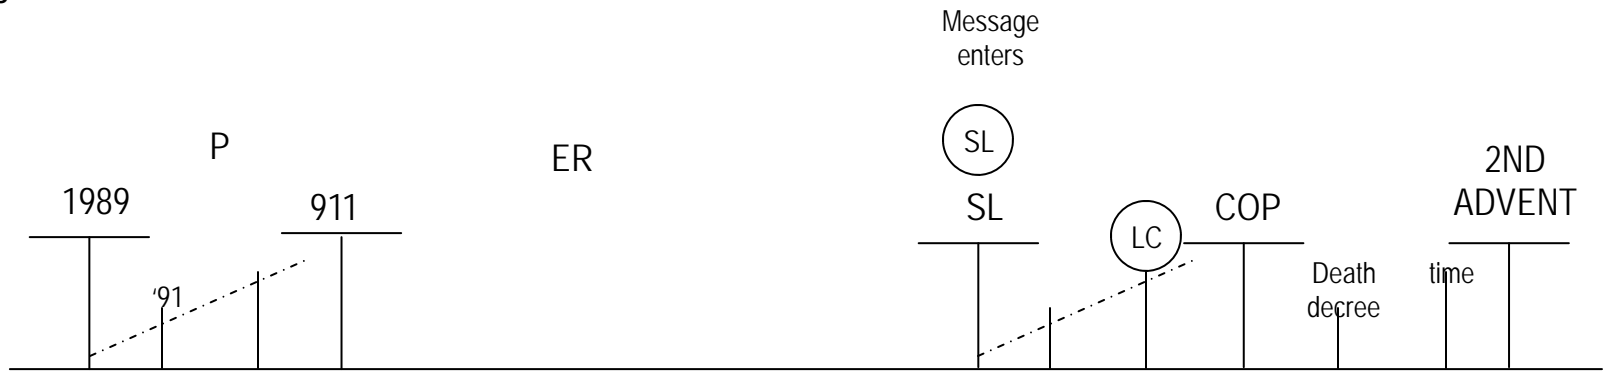 Message
enters
SL
P
ER
1989
911
SL
LC
COP
2ND
ADVENT
'91
Death
decree
time